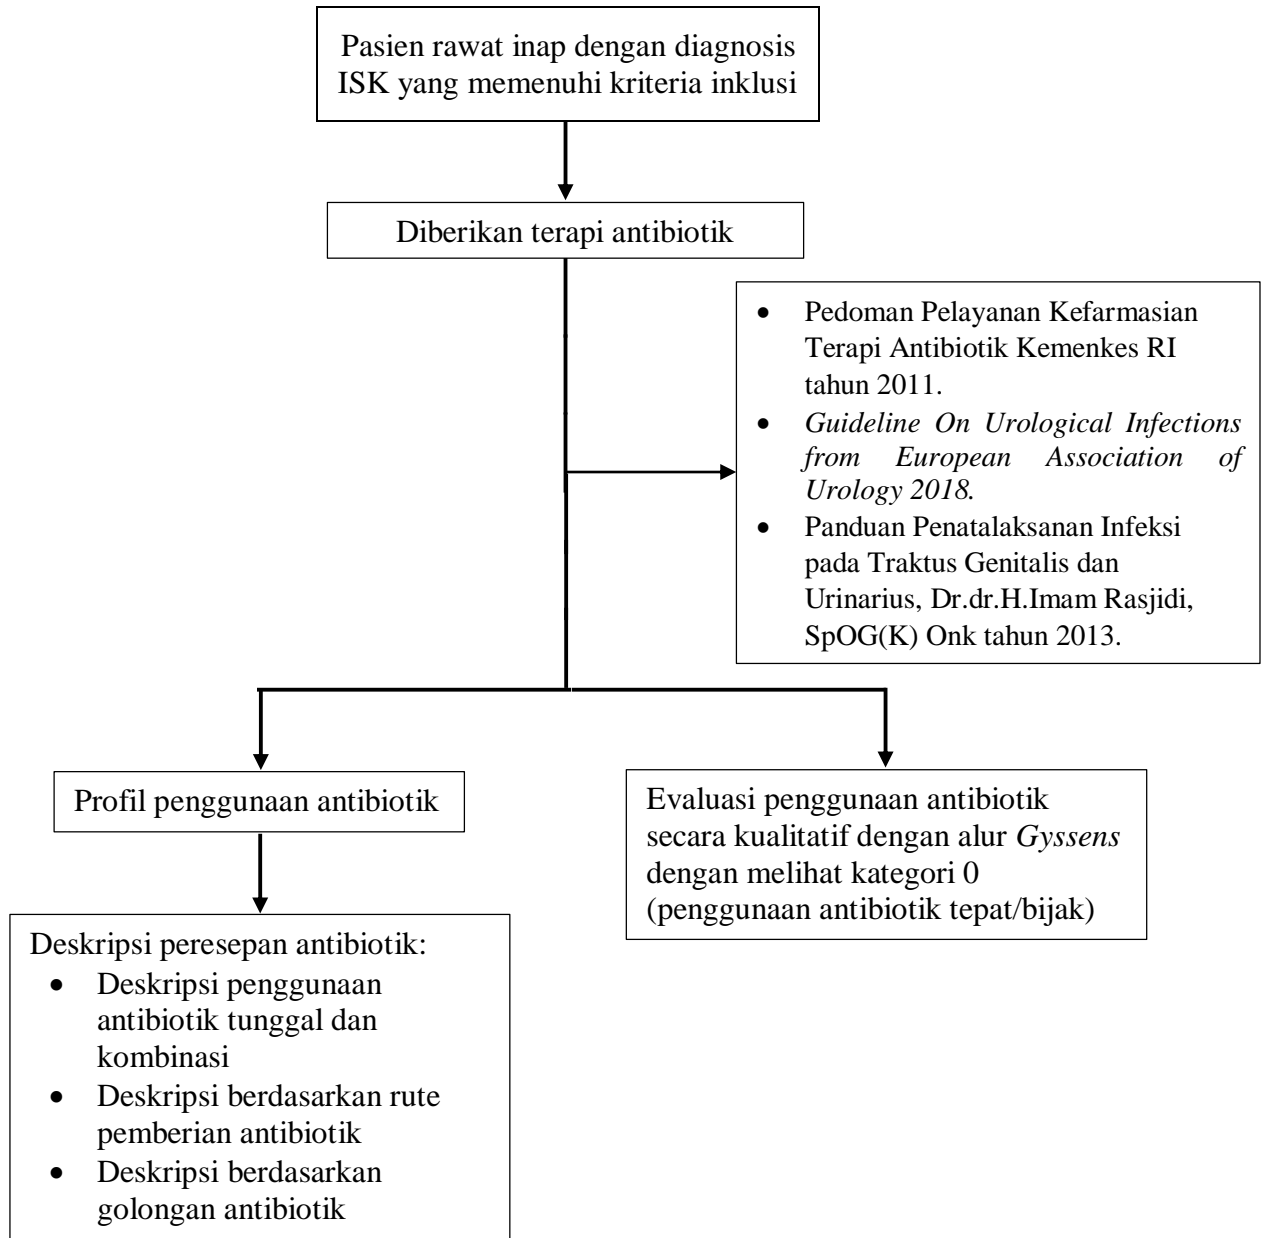 Pasien rawat inap dengan diagnosis
ISK yang memenuhi kriteria inklusi
Diberikan terapi antibiotik
• Pedoman Pelayanan Kefarmasian
Terapi Antibiotik Kemenkes RI
tahun 2011.
• Guideline On Urological Infections
from European Association of
Urology 2018.
• Panduan Penatalaksanan Infeksi
pada Traktus Genitalis dan
Urinarius, Dr.dr.H.Imam Rasjidi,
SpOG(K) Onk tahun 2013.
Profil penggunaan antibiotik
Evaluasi penggunaan antibiotik
secara kualitatif dengan alur Gyssens
dengan melihat kategori 0
(penggunaan antibiotik tepat/bijak)
Deskripsi peresepan antibiotik:
• Deskripsi penggunaan
antibiotik tunggal dan
kombinasi
• Deskripsi berdasarkan rute
pemberian antibiotik
• Deskripsi berdasarkan
golongan antibiotik